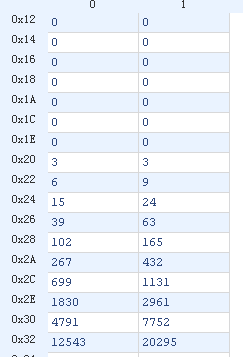 0 1
0x12 0 0
0x14 0 0
0x16 0 0
0x18 0 0
0x1A 0 0
0x1C 0 0
0x1E 0 0
0x20 3 3
0x22 6 9
0x24 15 24
0x26 39 63
0x28 102 165
0x2A 267 432
0x2C 699 1131
0x2E 1830 2961
0x30 4791 7752
0x32 12543 20295